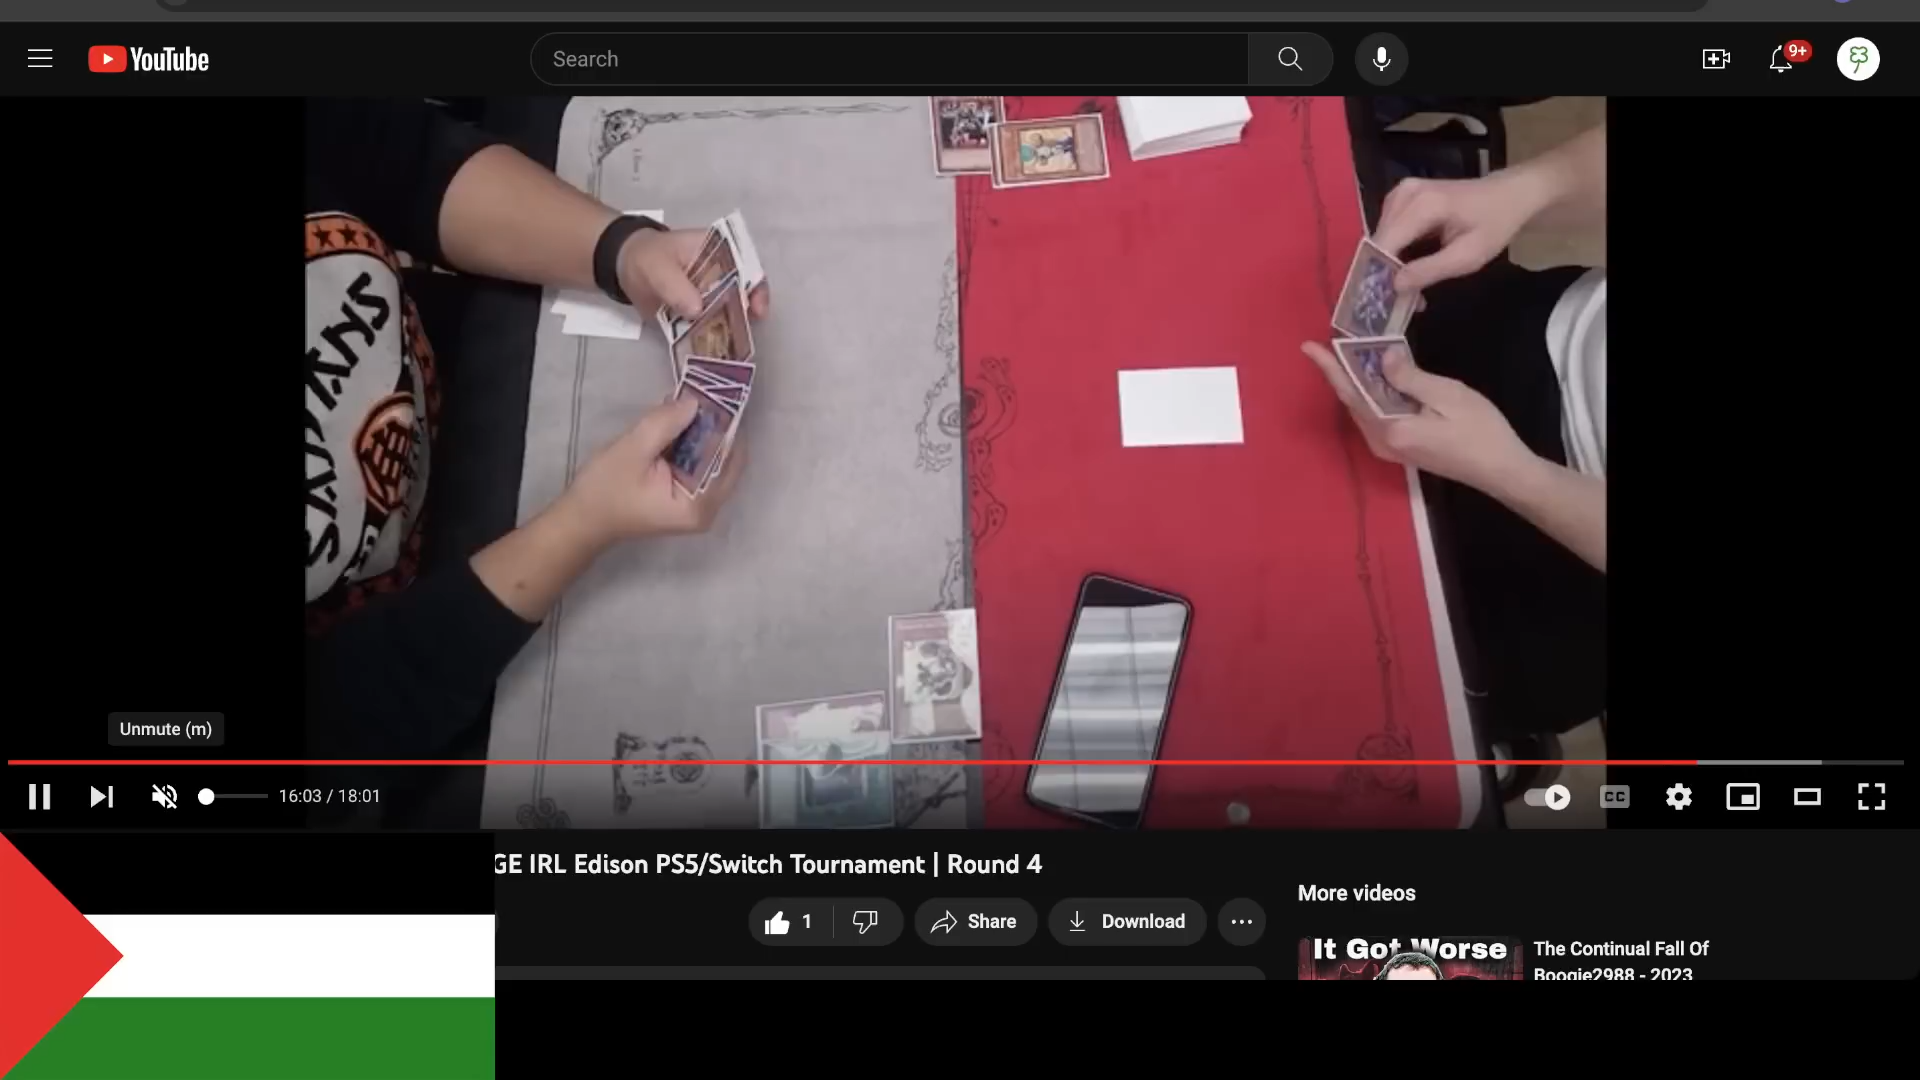 YouTube
Search
9+
Unmute (m)
16:03 / 18:01
CC
GE IRL Edison PS5/Switch Tournament | Round 4
1
Share
Download
More videos
It Got Worse
The Continual Fall Of
Boogie2988 - 2023